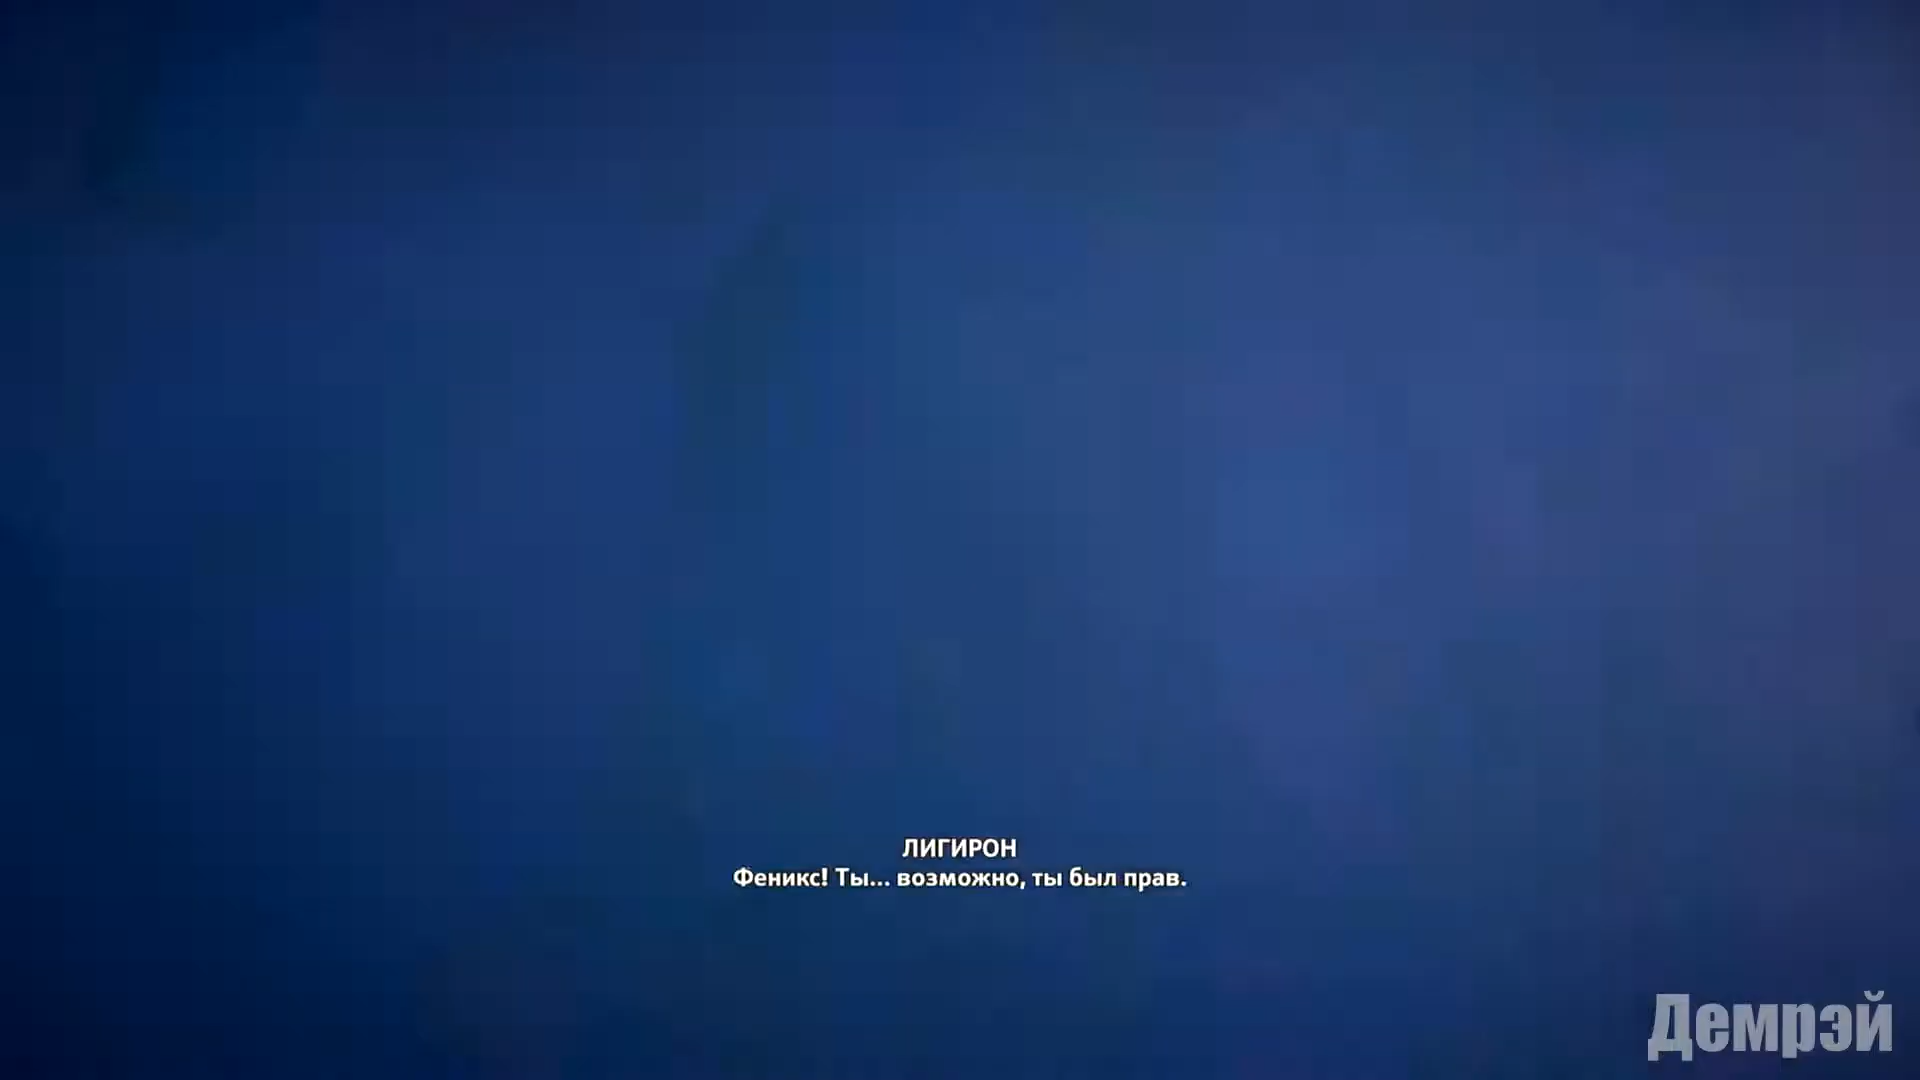 ЛИГИРОН
Феникс! Ты... возможно, ты был прав.
Демрэй